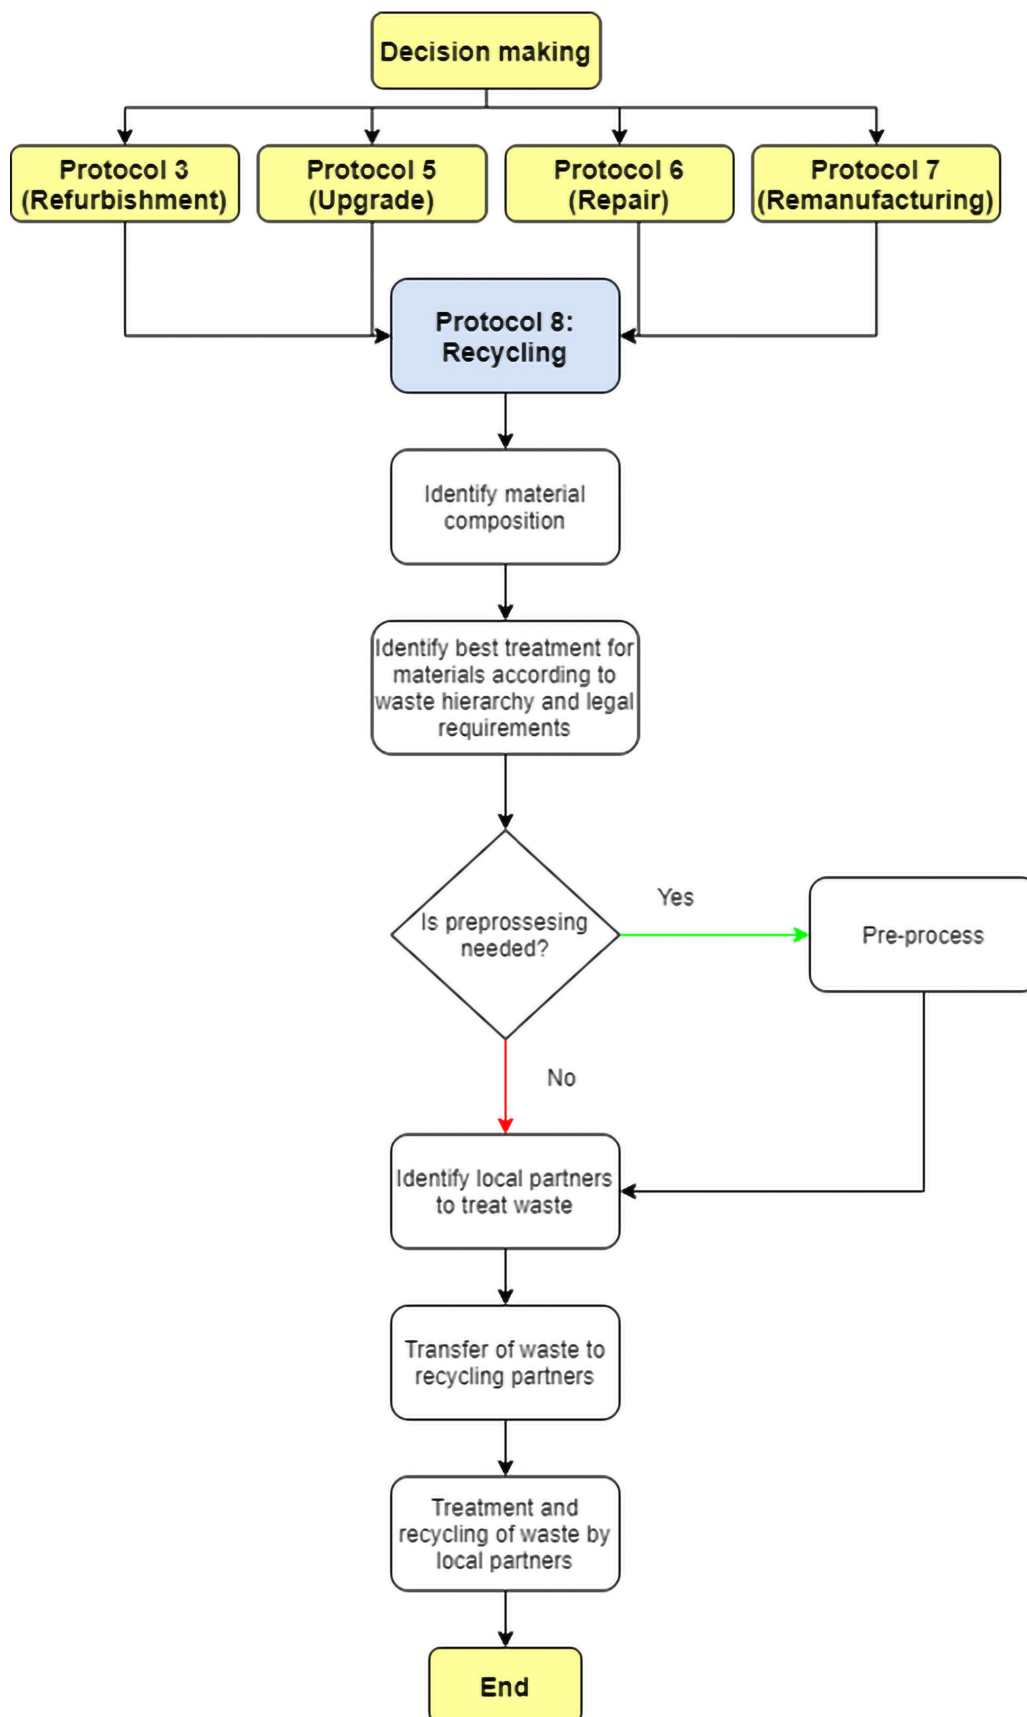 Decision making
Protocol 3
(Refurbishment)
Protocol 5
(Upgrade)
Protocol 6
(Repair)
Protocol 7
(Remanufacturing)
Protocol 8:
Recycling
Identify material
composition
Identify best treatment for
materials according to
waste hierarchy and legal
requirements
Is preprossesing
needed?
Yes
Pre-process
No
Identify local partners
to treat waste
Transfer of waste to
recycling partners
Treatment and
recycling of waste by
local partners
End